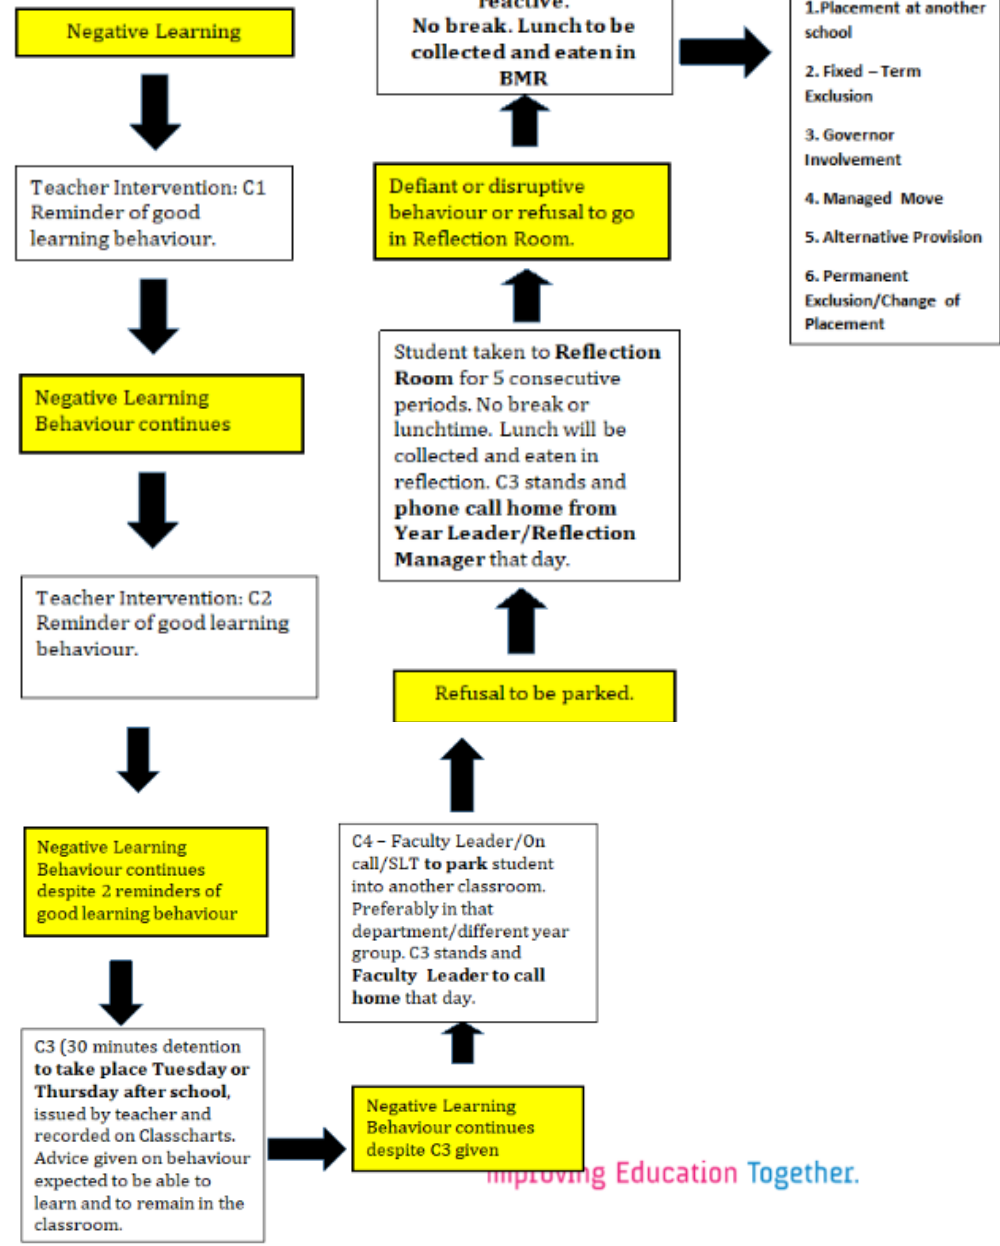 Negative Learning
Teacher Intervention: C1
Reminder of good
learning behaviour.
Negative Learning
Behaviour continues
Teacher Intervention: C2
Reminder of good learning
behaviour.
Negative Learning
Behaviour continues
despite 2 reminders of
good learning behaviour
C3 (30 minutes detention
to take place Tuesday or
Thursday after school,
issued by teacher and
recorded on Classcharts.
Advice given on behaviour
expected to be able to
learn and to remain in the
classroom.
Negative Learning
Behaviour continues
despite C3 given
C4 – Faculty Leader/On
call/SLT to park student
into another classroom.
Preferably in that
department/different year
group. C3 stands and
Faculty Leader to call
home that day.
Refusal to be parked.
Student taken to Reflection
Room for 5 consecutive
periods. No break or
lunchtime. Lunch will be
collected and eaten in
reflection. C3 stands and
phone call home from
Year Leader/Reflection
Manager that day.
Defiant or disruptive
behaviour or refusal to go
in Reflection Room.
reactive.
No break. Lunch to be
collected and eaten in
BMR
1.Placement at another
school
2. Fixed – Term
Exclusion
3. Governor
Involvement
4. Managed Move
5. Alternative Provision
6. Permanent
Exclusion/Change of
Placement
Improving Education Together.